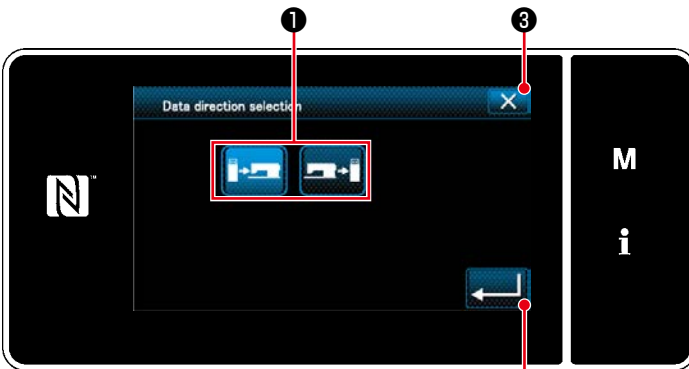 ❶ ❸
Data direction selection
M
i